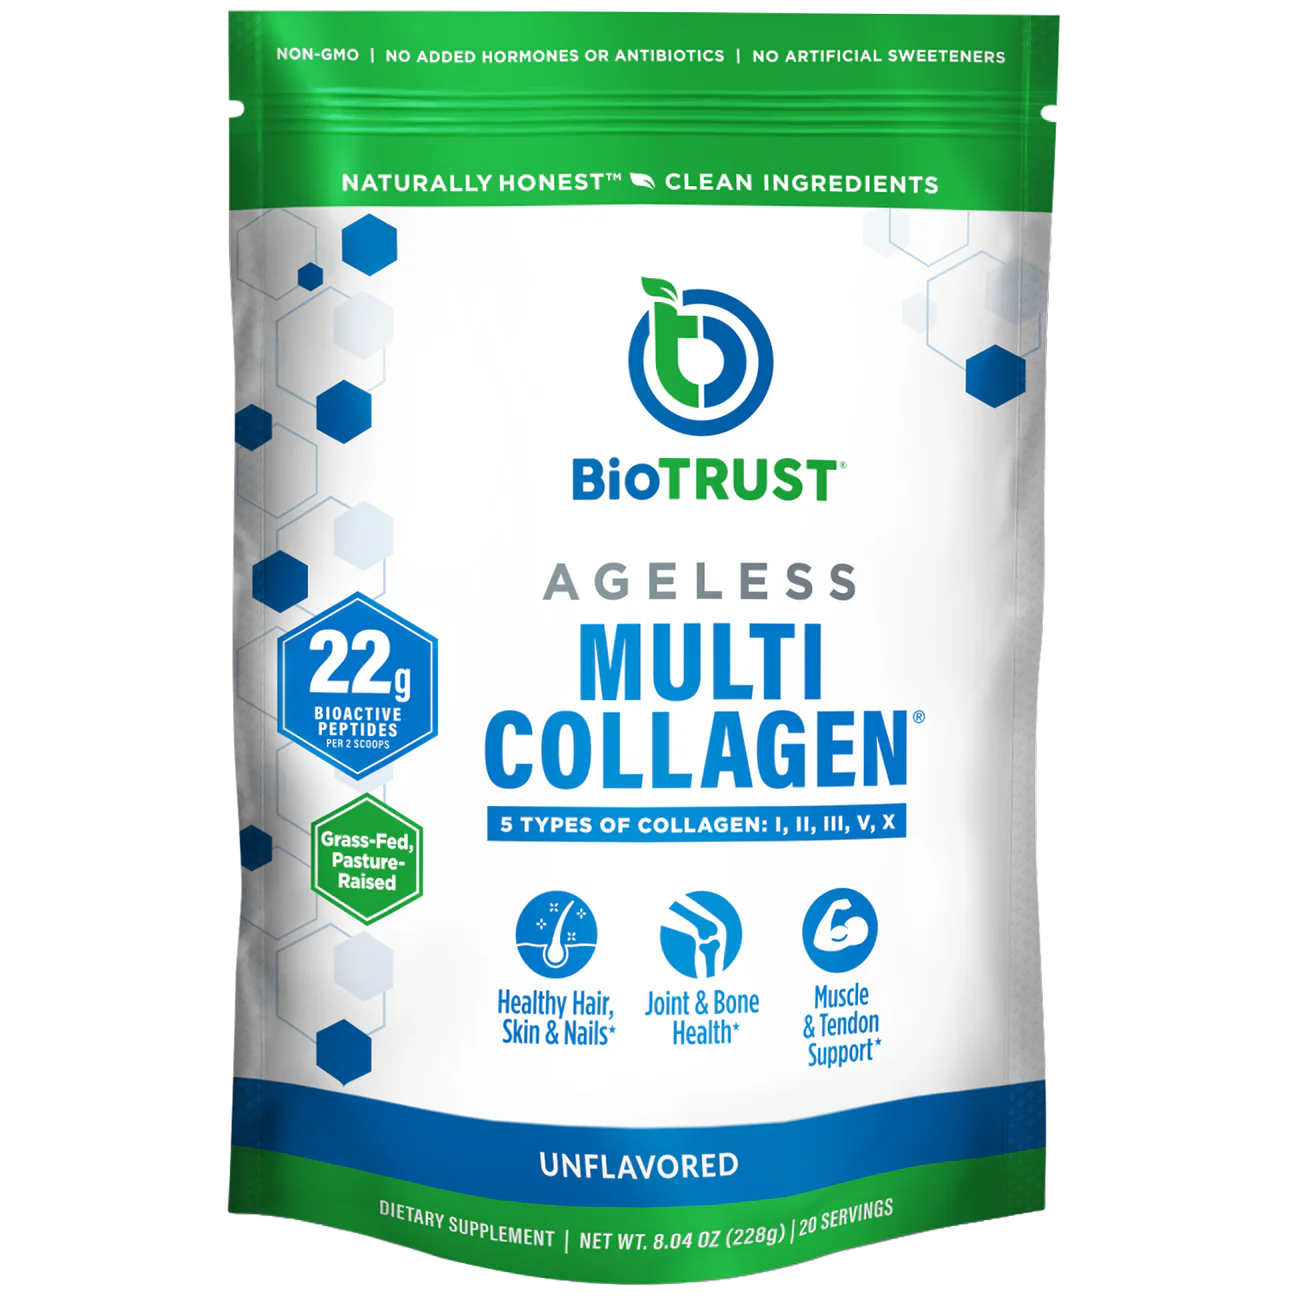 NON-GMO | NO ADDED HORMONES OR ANTIBIOTICS | NO ARTIFICIAL SWEETENERS
NATURALLY HONEST™ CLEAN INGREDIENTS
BioTRUST®
AGELESS
MULTI
COLLAGEN®
5 TYPES OF COLLAGEN: I, II, III, V, X
22g
BIOACTIVE
PEPTIDES
PER 2 SCOOPS
Grass-Fed,
Pasture-
Raised
Healthy Hair,
Skin & Nails*
Joint & Bone
Health*
Muscle
& Tendon
Support*
UNFLAVORED
DIETARY SUPPLEMENT | NET WT. 8.04 OZ (228g) | 20 SERVINGS